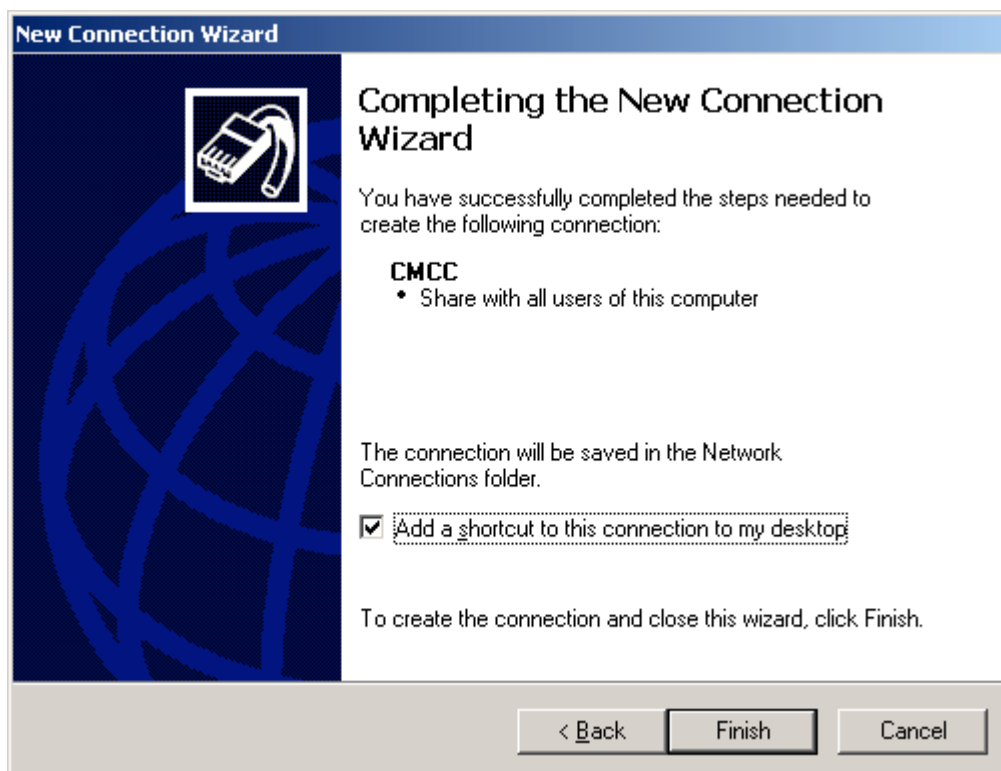 New Connection Wizard
Completing the New Connection
Wizard
You have successfully completed the steps needed to
create the following connection:
CMCC
• Share with all users of this computer
The connection will be saved in the Network
Connections folder.
Add a shortcut to this connection to my desktop
To create the connection and close this wizard, click Finish.
< Back
Finish
Cancel